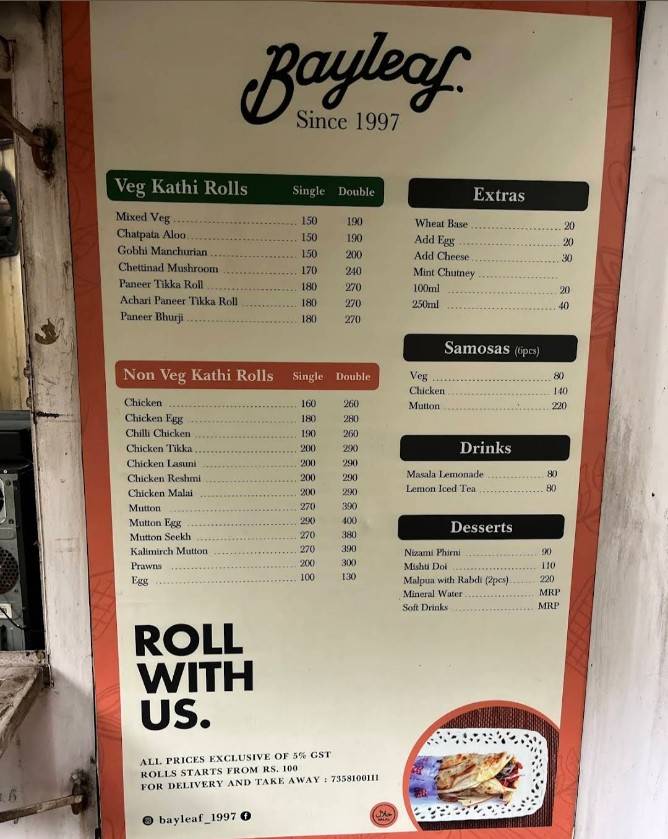 Bayleaf.
Since 1997
Veg Kathi Rolls Single Double
Mixed Veg 150 190
Chatpata Aloo 150 190
Gobhi Manchurian 150 200
Chettinad Mushroom 170 240
Paneer Tikka Roll 180 270
Achari Paneer Tikka Roll 180 270
Paneer Bhurji 180 270
Non Veg Kathi Rolls Single Double
Chicken 160 260
Chicken Egg 180 280
Chilli Chicken 190 260
Chicken Tikka 200 290
Chicken Lasuni 200 290
Chicken Reshmi 200 290
Chicken Malai 200 290
Mutton 270 390
Mutton Egg 290 400
Mutton Seekh 270 380
Kalimirch Mutton 270 390
Prawns 200 300
Egg 100 130
Extras
Wheat Base 20
Add Egg 20
Add Cheese 30
Mint Chutney
100ml 20
250ml 40
Samosas (6pcs)
Veg 80
Chicken 140
Mutton 220
Drinks
Masala Lemonade 80
Lemon Iced Tea 80
Desserts
Nizami Phirni 90
Mishti Doi 110
Malpua with Rabdi (2pcs) 220
Mineral Water MRP
Soft Drinks MRP
ROLL
WITH
US.
ALL PRICES EXCLUSIVE OF 5% GST
ROLLS STARTS FROM RS. 100
FOR DELIVERY AND TAKE AWAY : 7358100111
bayleaf_1997
حلال
HALAL